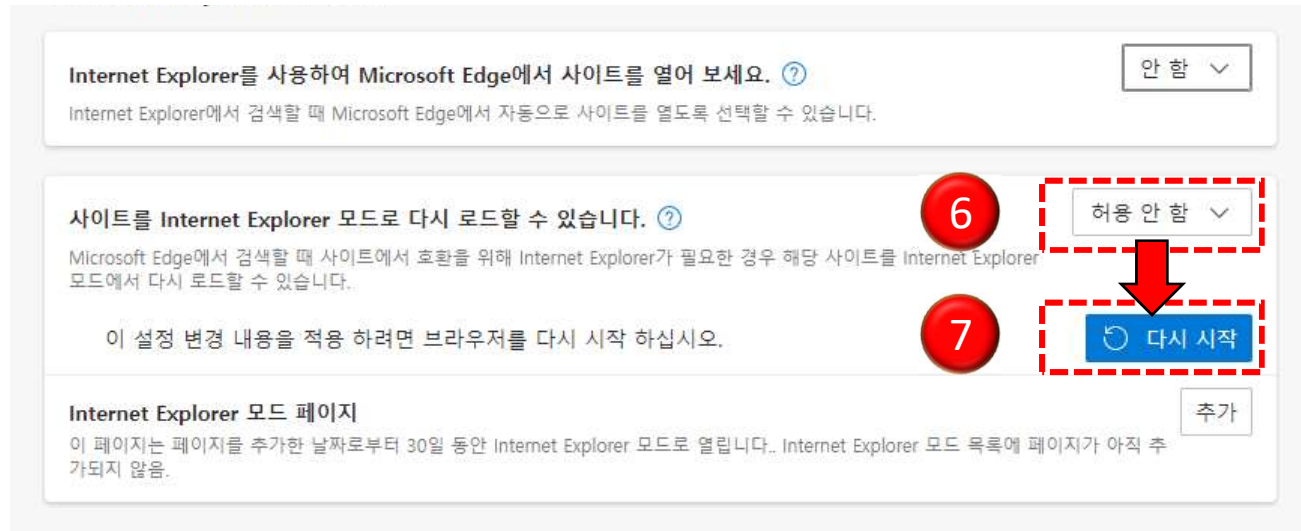 Internet Explorer를 사용하여 Microsoft Edge에서 사이트를 열어 보세요. ?
안 함
Internet Explorer에서 검색할 때 Microsoft Edge에서 자동으로 사이트를 열도록 선택할 수 있습니다.
사이트를 Internet Explorer 모드로 다시 로드할 수 있습니다. ?
6
허용 안 함
Microsoft Edge에서 검색할 때 사이트에서 호환을 위해 Internet Explorer가 필요한 경우 해당 사이트를 Internet Explorer
모드에서 다시 로드할 수 있습니다.
이 설정 변경 내용을 적용 하려면 브라우저를 다시 시작 하십시오.
7
다시 시작
Internet Explorer 모드 페이지
추가
이 페이지는 페이지를 추가한 날짜로부터 30일 동안 Internet Explorer 모드로 열립니다.. Internet Explorer 모드 목록에 페이지가 아직 추
가되지 않음.